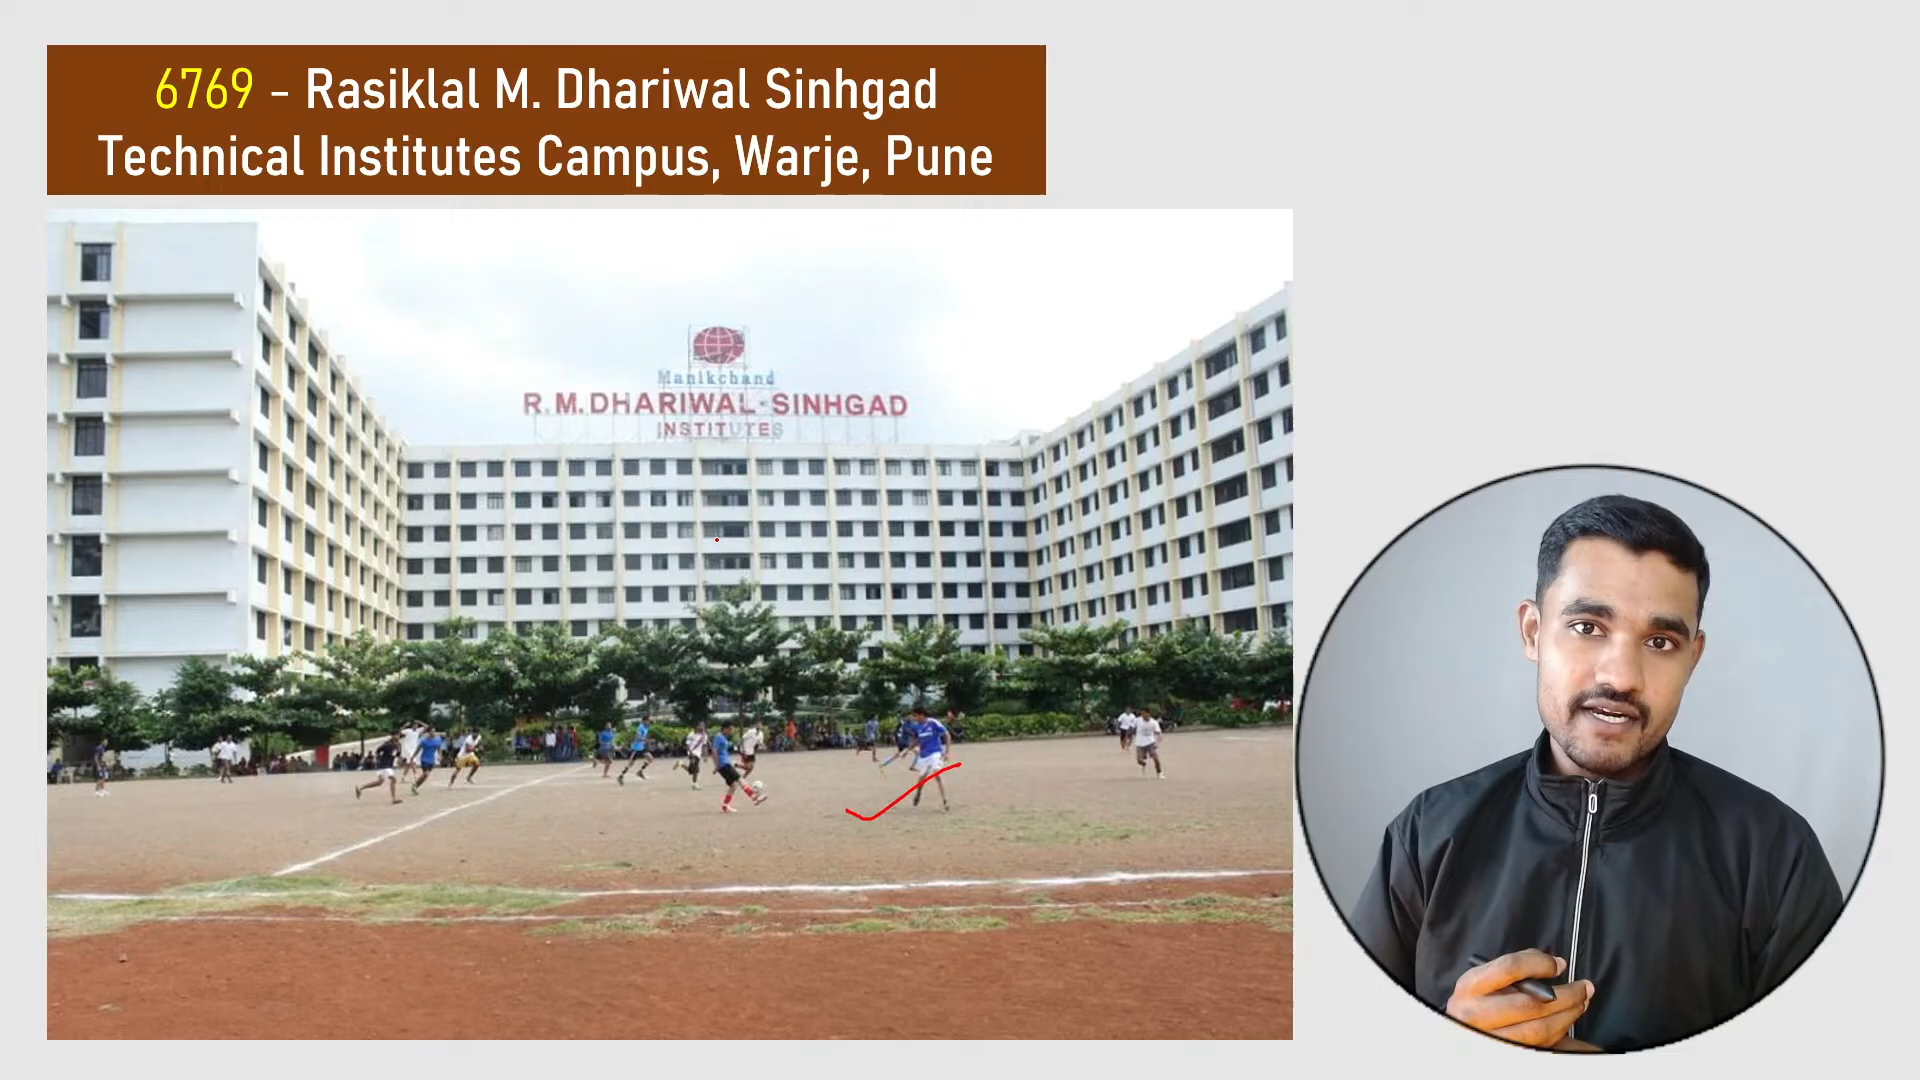 6769 - Rasiklal M. Dhariwal Sinhgad
Technical Institutes Campus, Warje, Pune
Manikchand
R.M.DHARIWAL-SINHGAD
INSTITUTES